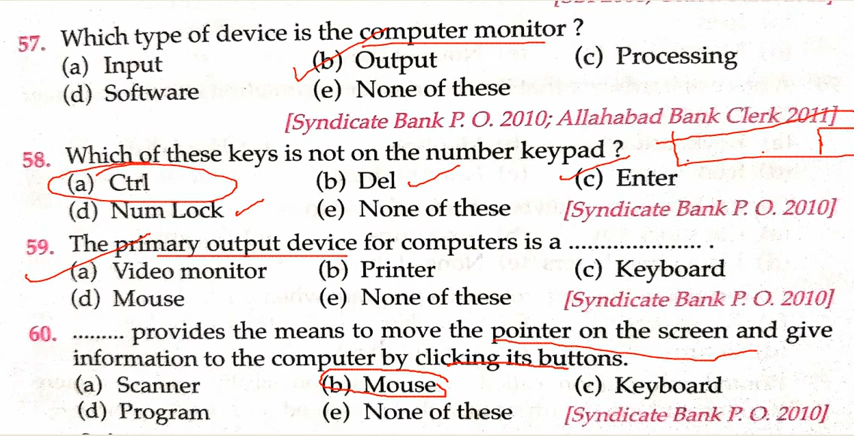 57. Which type of device is the computer monitor ?
(a) Input (b) Output (c) Processing
(d) Software (e) None of these
[Syndicate Bank P. O. 2010; Allahabad Bank Clerk 2011]
58. Which of these keys is not on the number keypad ?
(a) Ctrl (b) Del (c) Enter
(d) Num Lock (e) None of these [Syndicate Bank P. O. 2010]
59. The primary output device for computers is a .................... .
(a) Video monitor (b) Printer (c) Keyboard
(d) Mouse (e) None of these [Syndicate Bank P. O. 2010]
60. ......... provides the means to move the pointer on the screen and give
information to the computer by clicking its buttons.
(a) Scanner (b) Mouse (c) Keyboard
(d) Program (e) None of these [Syndicate Bank P. O. 2010]